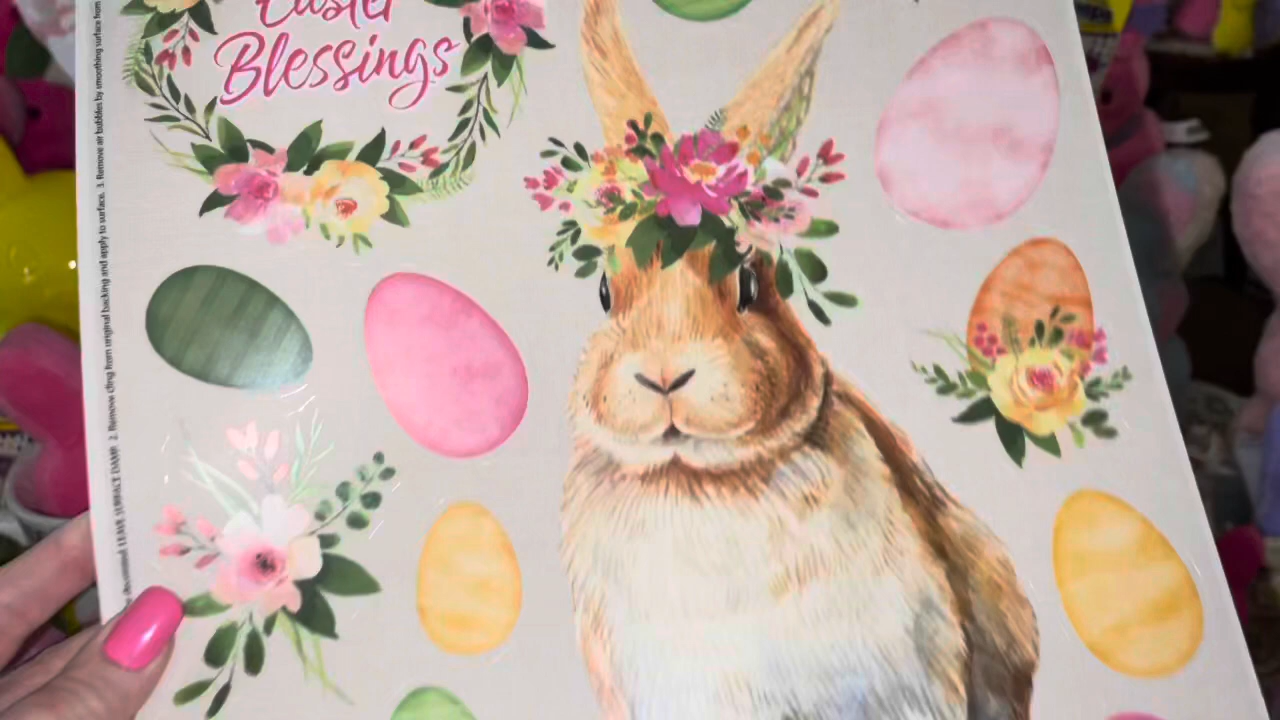 Easter
Blessings
LEAVE SURFACE DAMP. 2. Remove cling from original backing and apply to surface. 3. Remove air bubbles by smoothing surface from